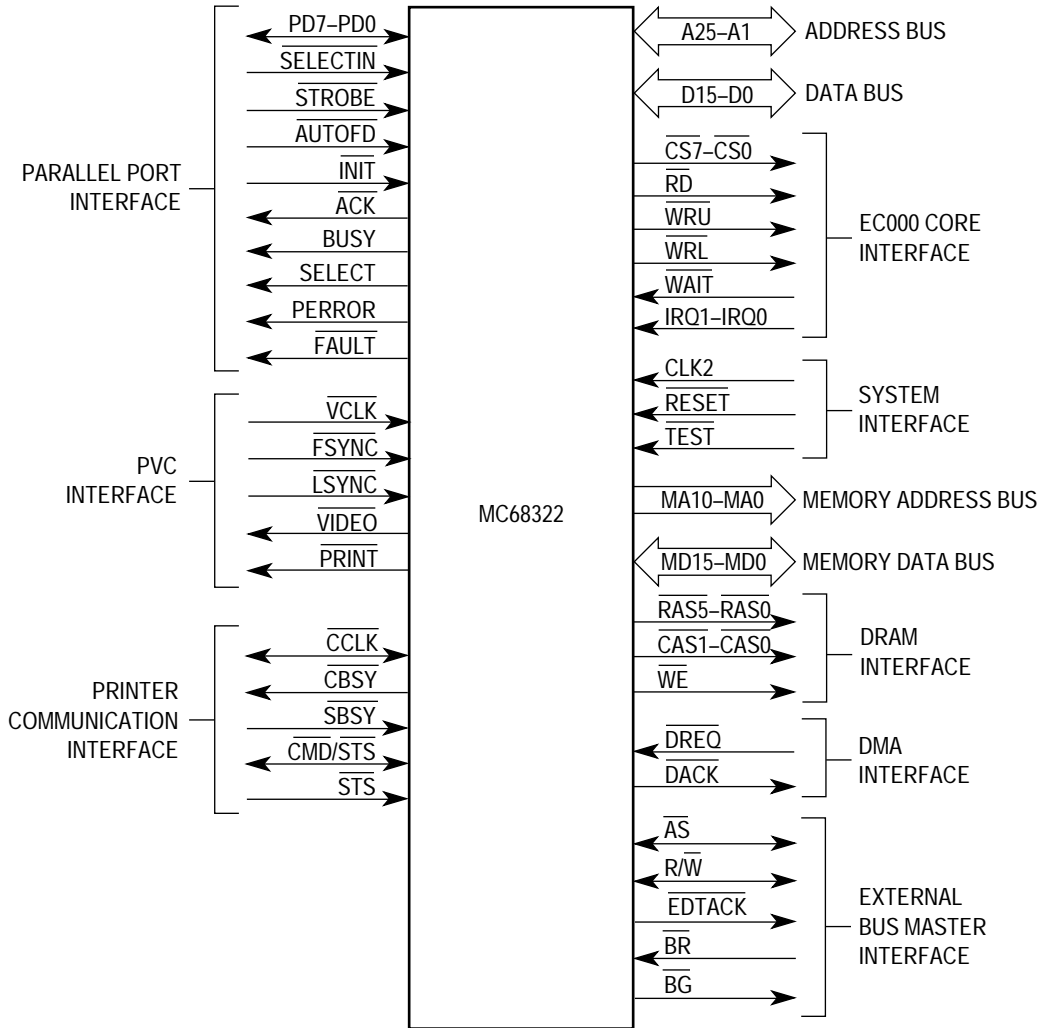 PD7–PD0
SELECTIN
STROBE
AUTOFD
INIT
ACK
BUSY
SELECT
PERROR
FAULT
PARALLEL PORT
INTERFACE
VCLK
FSYNC
LSYNC
VIDEO
PRINT
PVC
INTERFACE
CCLK
CBSY
SBSY
CMD/STS
STS
PRINTER
COMMUNICATION
INTERFACE
MC68322
A25–A1
ADDRESS BUS
D15–D0
DATA BUS
CS7–CS0
RD
WRU
WRL
WAIT
IRQ1–IRQ0
EC000 CORE
INTERFACE
CLK2
RESET
TEST
SYSTEM
INTERFACE
MA10–MA0
MEMORY ADDRESS BUS
MD15–MD0
MEMORY DATA BUS
RAS5–RAS0
CAS1–CAS0
WE
DRAM
INTERFACE
DREQ
DACK
DMA
INTERFACE
AS
R/W
EDTACK
BR
BG
EXTERNAL
BUS MASTER
INTERFACE